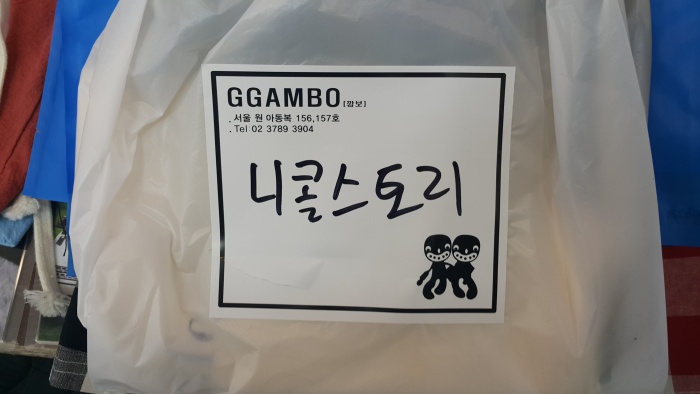 GGAMBO [깜보]
. 서울 원 아동복 156,157호
. Tel 02 3789 3904
니콜스토리